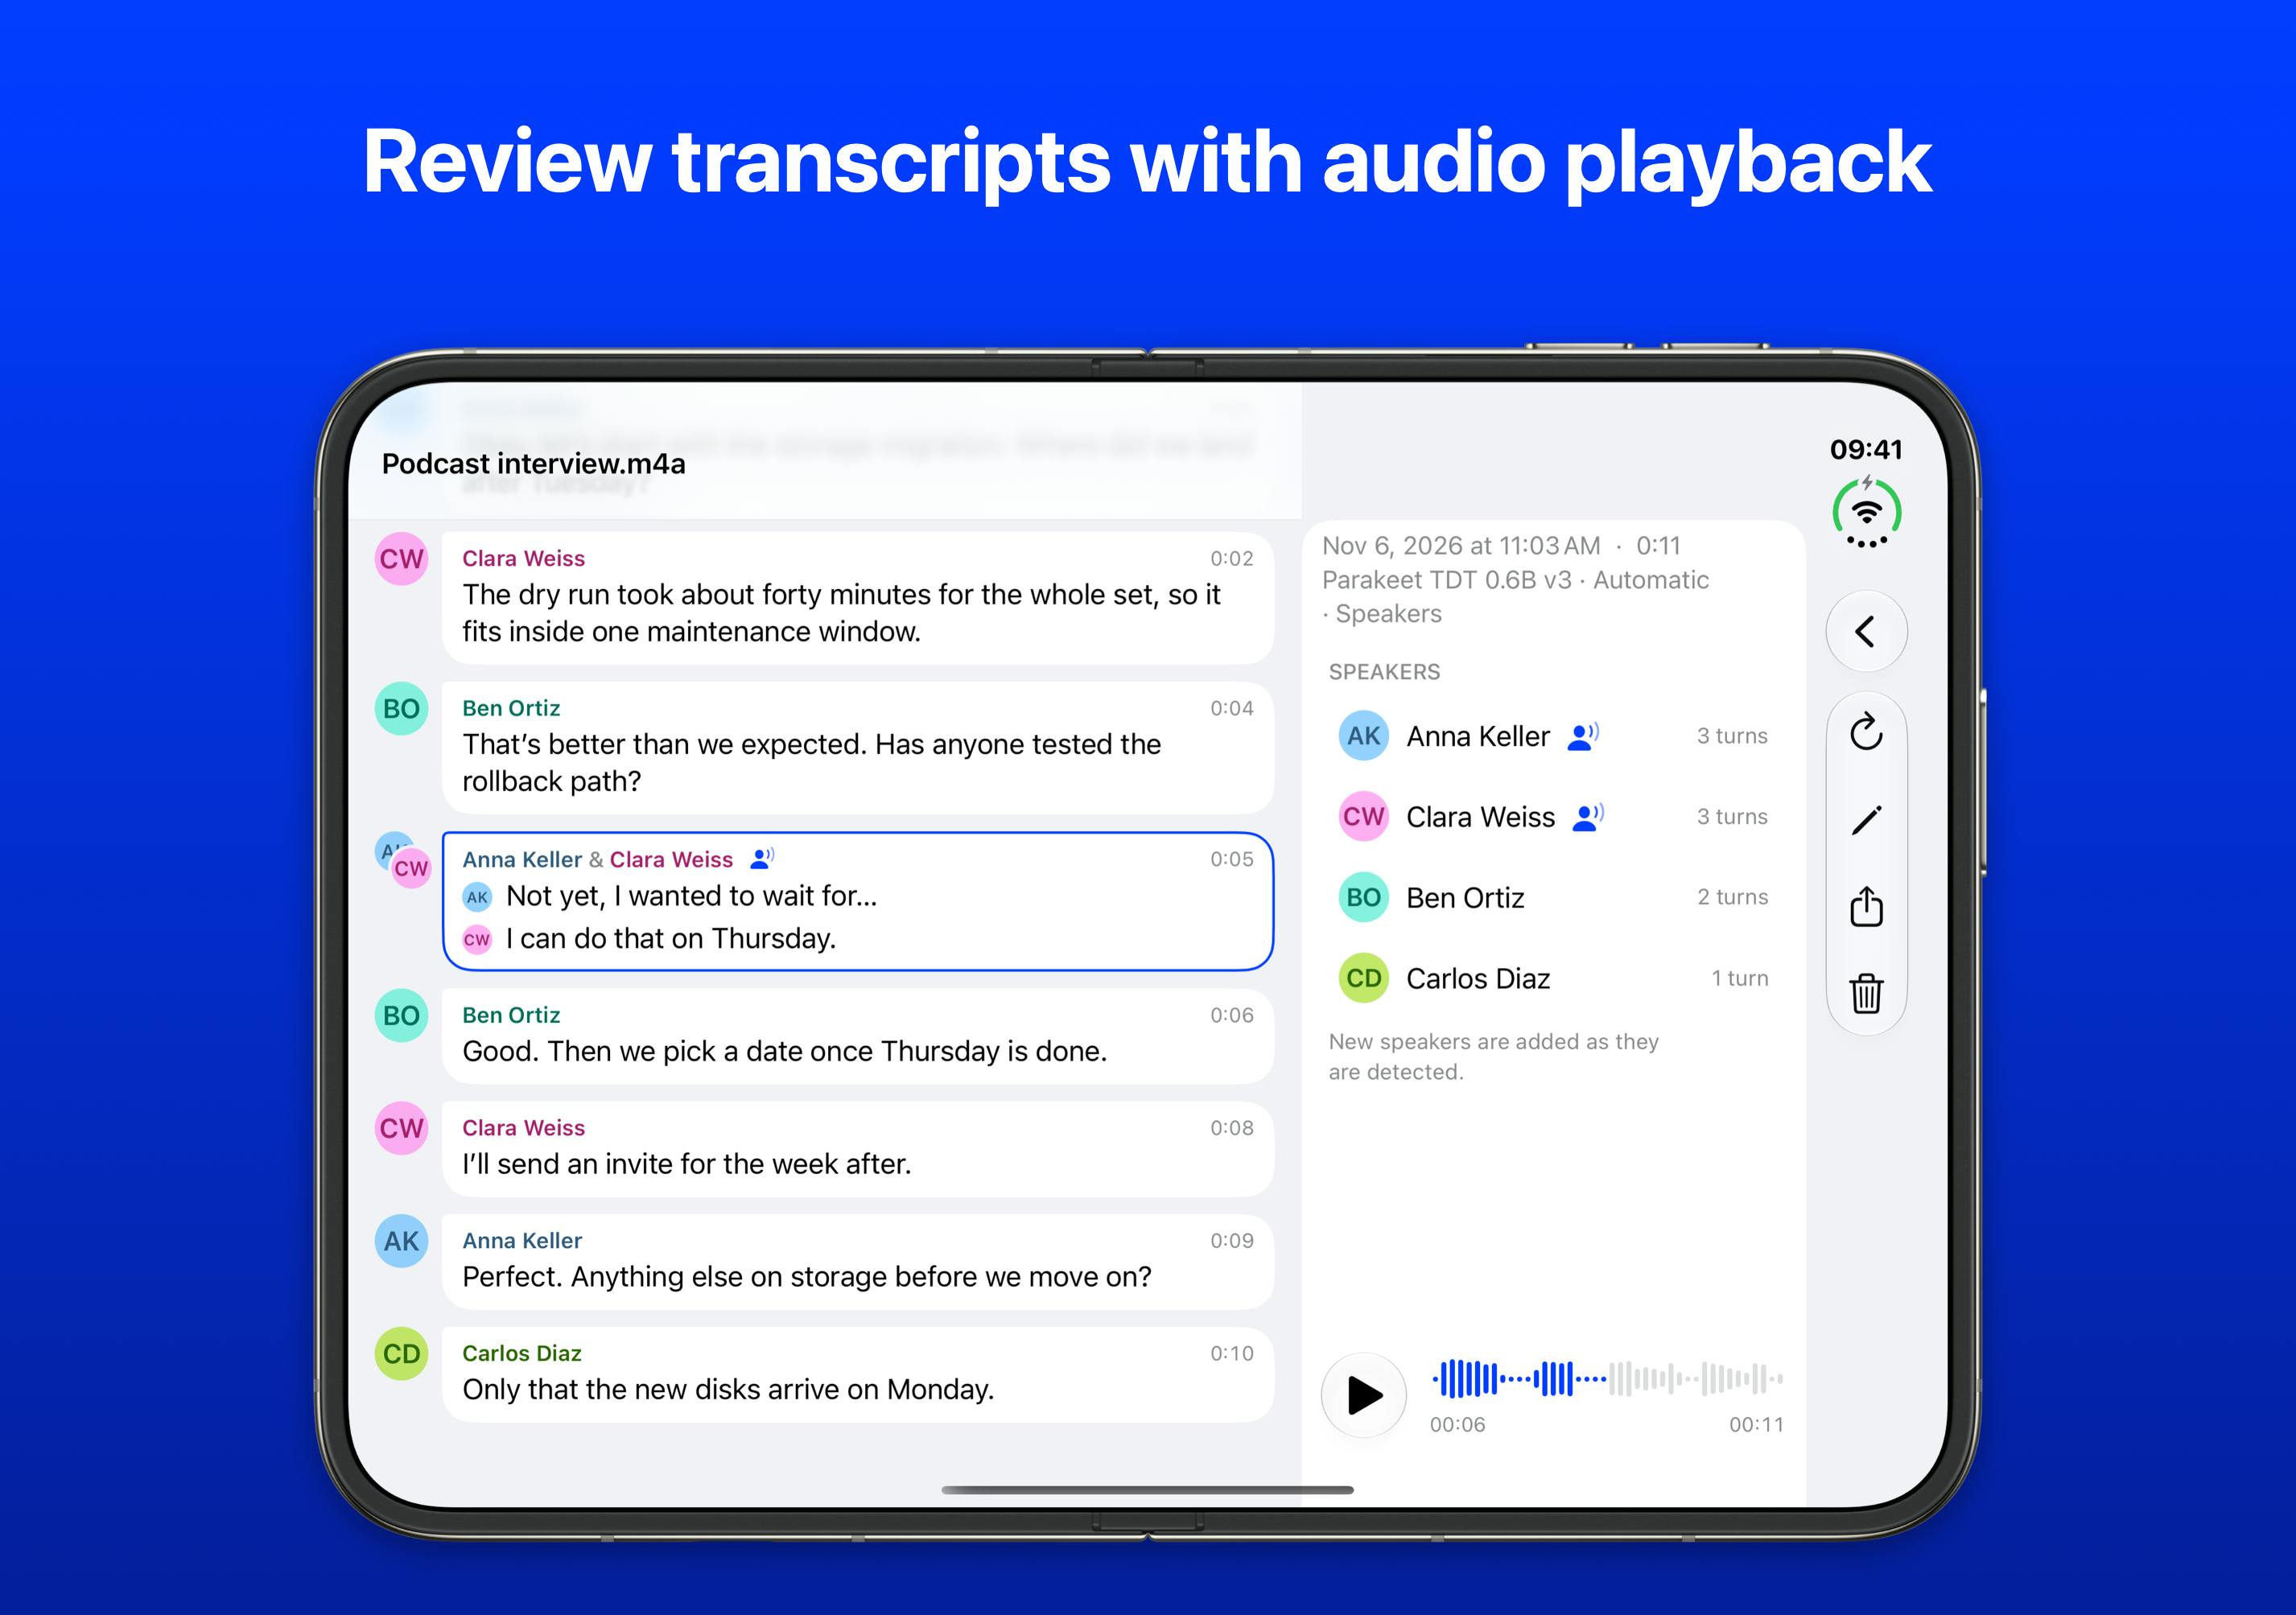 Review transcripts with audio playback
Podcast interview.m4a
CW
Clara Weiss
0:02
The dry run took about forty minutes for the whole set, so it
fits inside one maintenance window.
BO
Ben Ortiz
0:04
That’s better than we expected. Has anyone tested the
rollback path?
CW
Anna Keller & Clara Weiss
0:05
AK
Not yet, I wanted to wait for...
CW
I can do that on Thursday.
BO
Ben Ortiz
0:06
Good. Then we pick a date once Thursday is done.
CW
Clara Weiss
0:08
I’ll send an invite for the week after.
AK
Anna Keller
0:09
Perfect. Anything else on storage before we move on?
CD
Carlos Diaz
0:10
Only that the new disks arrive on Monday.
Nov 6, 2026 at 11:03 AM · 0:11
Parakeet TDT 0.6B v3 · Automatic
· Speakers
SPEAKERS
AK
Anna Keller
3 turns
CW
Clara Weiss
3 turns
BO
Ben Ortiz
2 turns
CD
Carlos Diaz
1 turn
New speakers are added as they
are detected.
00:06
00:11
09:41